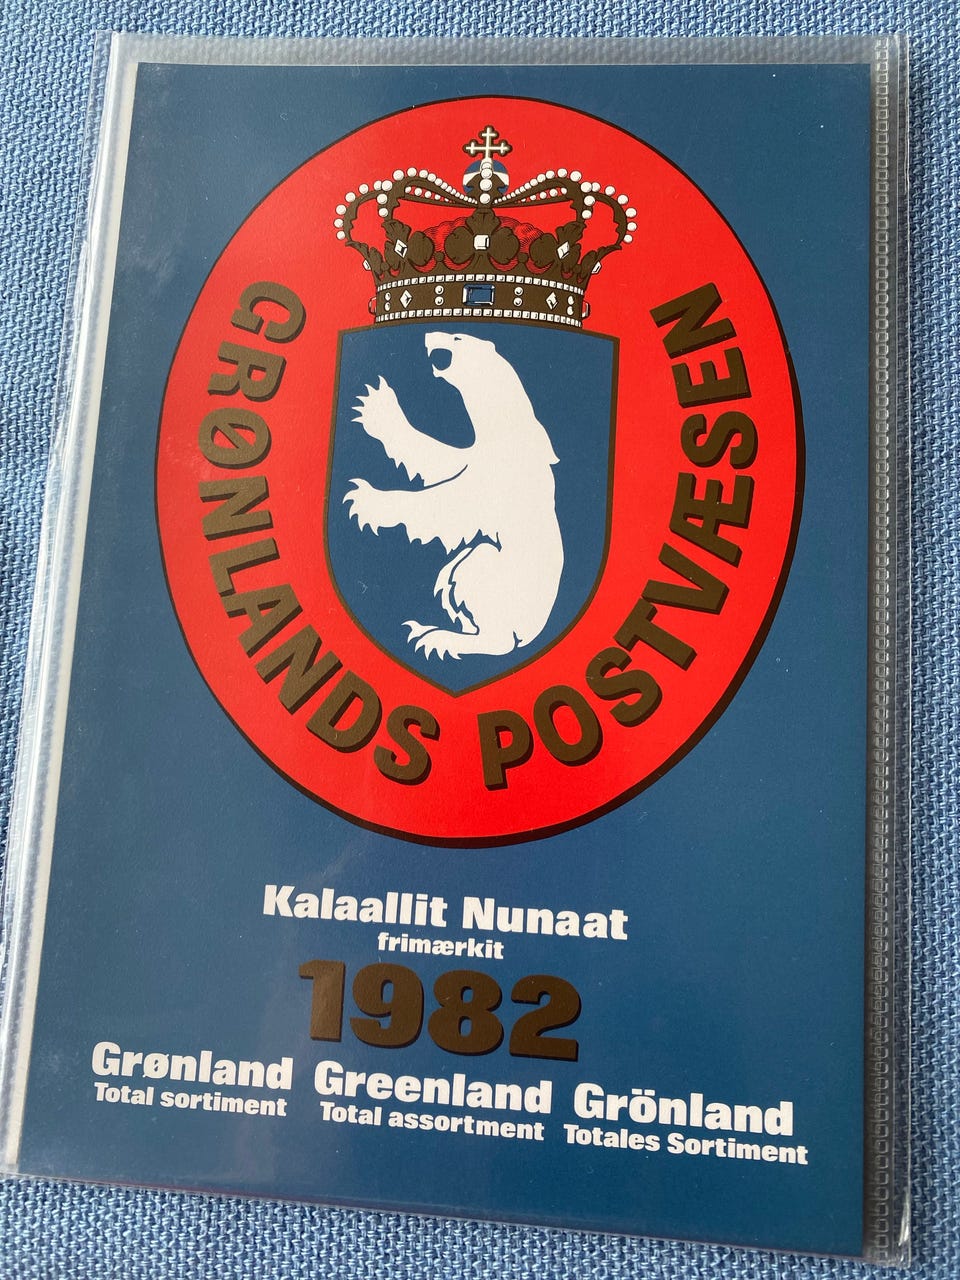 GRØNLANDS POSTVÆSEN
Kalaallit Nunaat
frimærkit
1982
Grønland Greenland Grönland
Total sortiment Total assortment Totales Sortiment